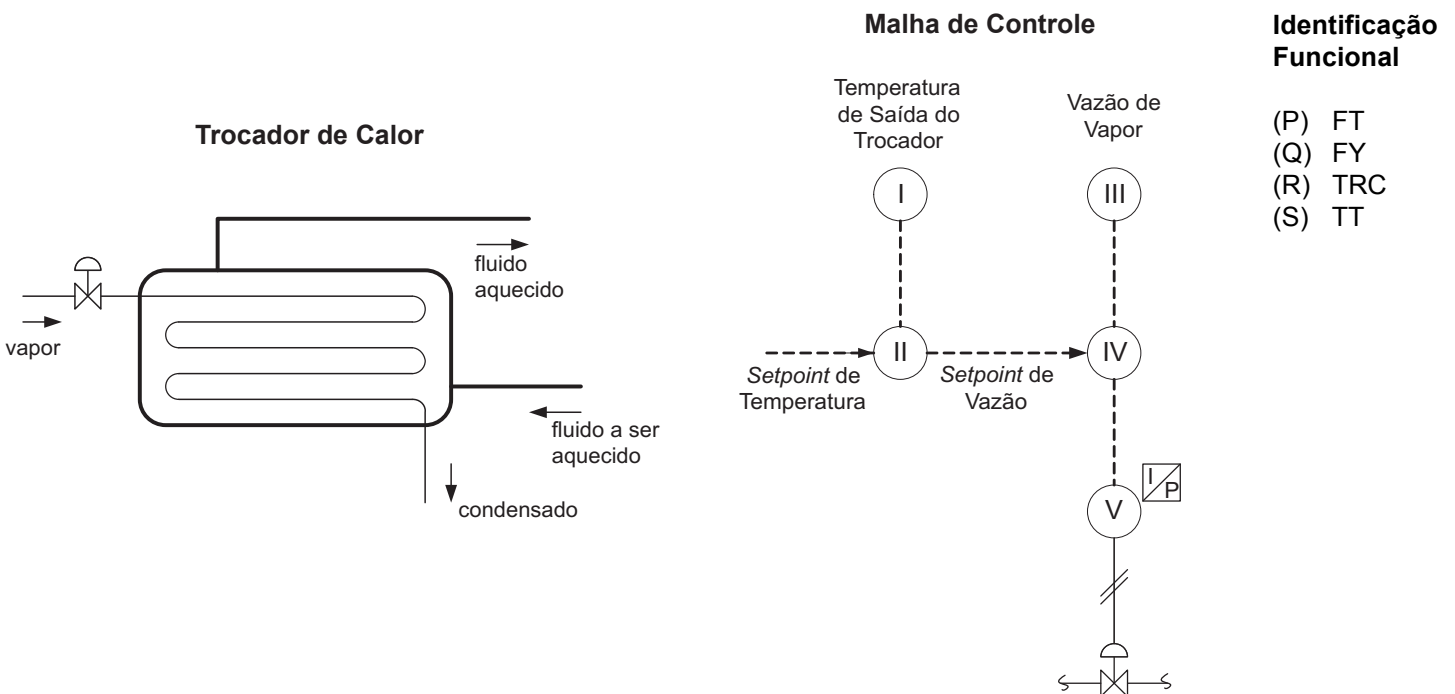 Trocador de Calor
vapor
fluido
aquecido
fluido a ser
aquecido
condensado
Malha de Controle
Temperatura
de Saída do
Trocador
Vazão de
Vapor
I
III
II
IV
Setpoint de
Temperatura
Setpoint de
Vazão
I/P
V
Identificação
Funcional
(P) FT
(Q) FY
(R) TRC
(S) TT